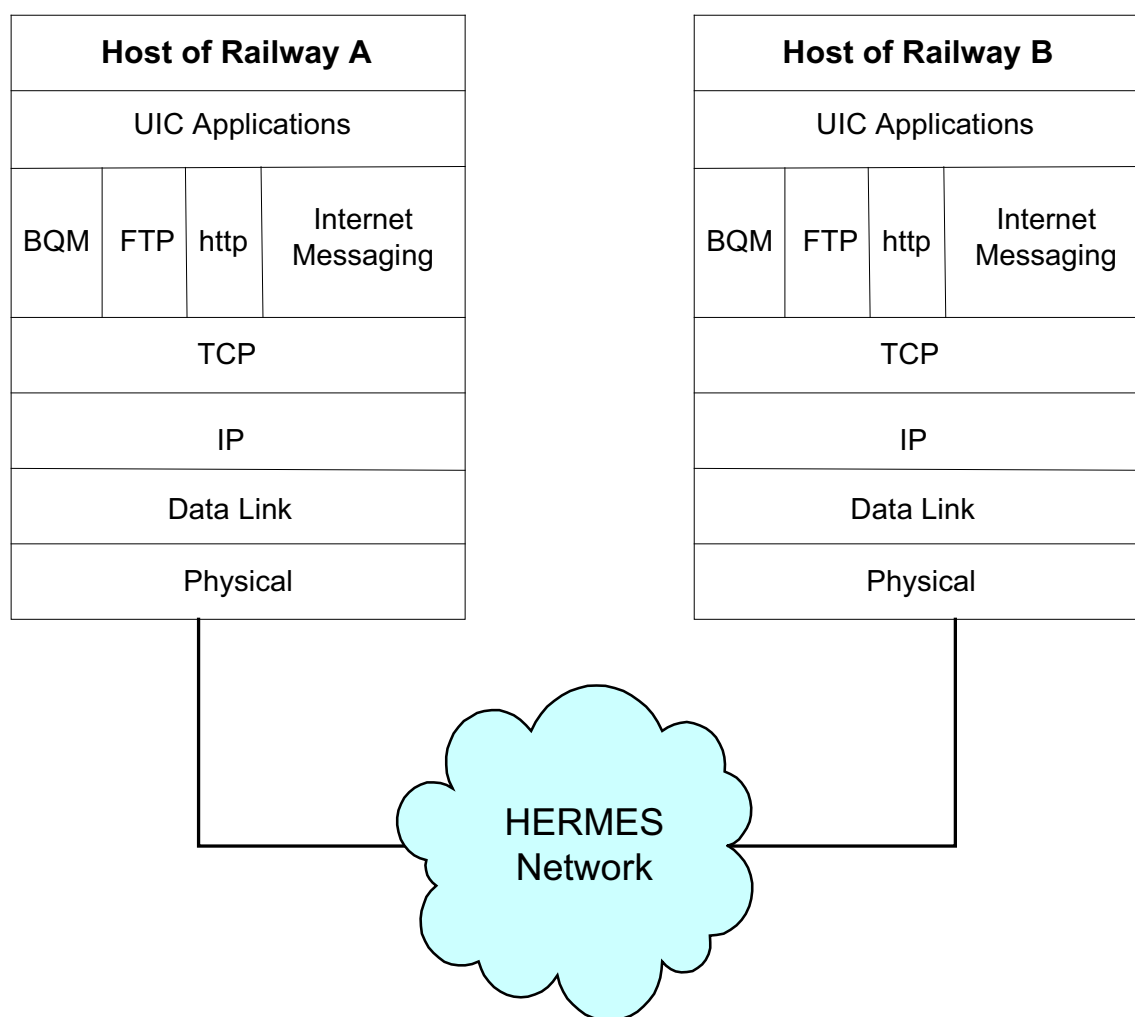 Host of Railway A
UIC Applications
BQM FTP http Internet
Messaging
TCP
IP
Data Link
Physical
Host of Railway B
UIC Applications
BQM FTP http Internet
Messaging
TCP
IP
Data Link
Physical
HERMES
Network